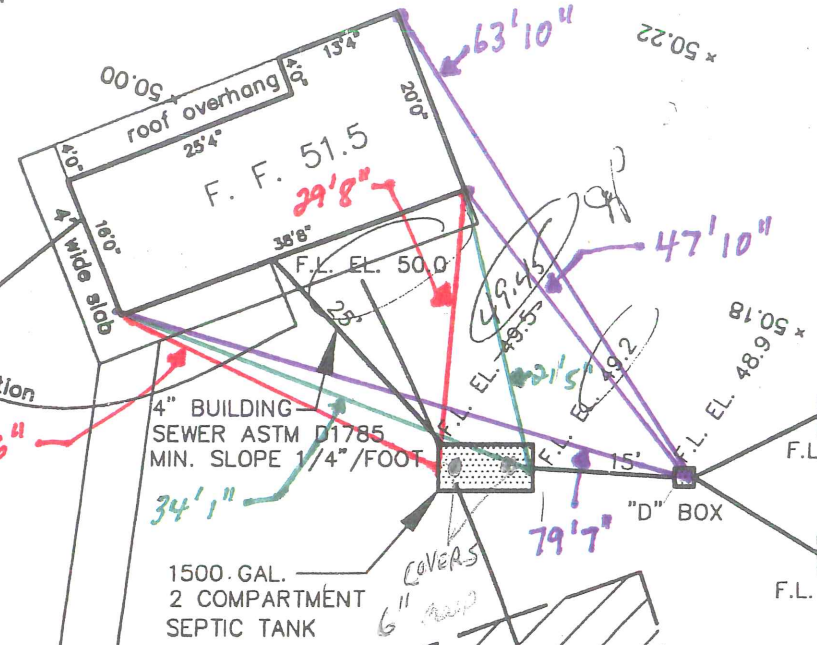 13'4"
63'10"
× 50.22
50.00
4'0"
roof overhang
20'0"
25'4"
4'0"
F. F. 51.5
29'8"
16'0"
4' wide slab
38'8"
F.L. EL. 50.0
47'10"
49.45
F.L. EL. 49.5
25'
× 50.18
F.L. EL. 49.2
F.L. EL. 48.9
21'5"
tion
4" BUILDING
SEWER ASTM D1785
MIN. SLOPE 1/4"/FOOT
6"
34'1"
15'
F.L.
"D" BOX
79'7"
1500 GAL.
2 COMPARTMENT
SEPTIC TANK
COVERS
6"
F.L.